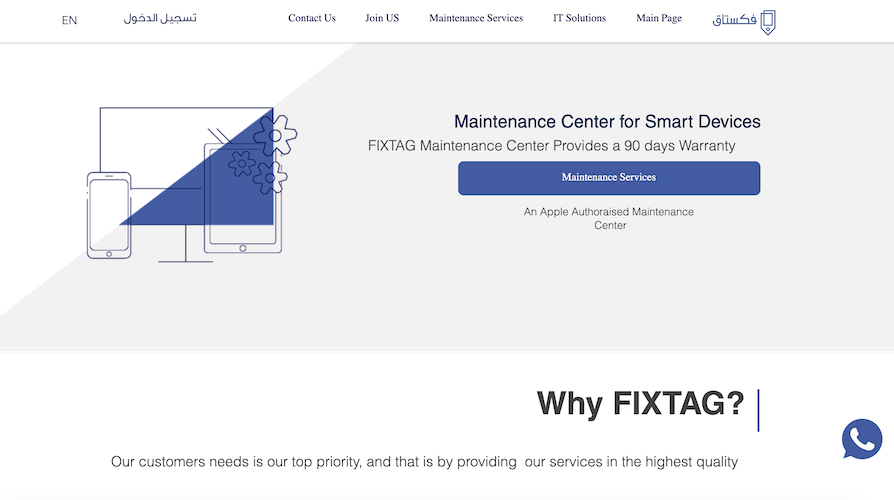 EN
تسجيل الدخول
Contact Us
Join US
Maintenance Services
IT Solutions
Main Page
فكستاق
Maintenance Center for Smart Devices
FIXTAG Maintenance Center Provides a 90 days Warranty
Maintenance Services
An Apple Authoraised Maintenance
Center
Why FIXTAG?
Our customers needs is our top priority, and that is by providing  our services in the highest quality